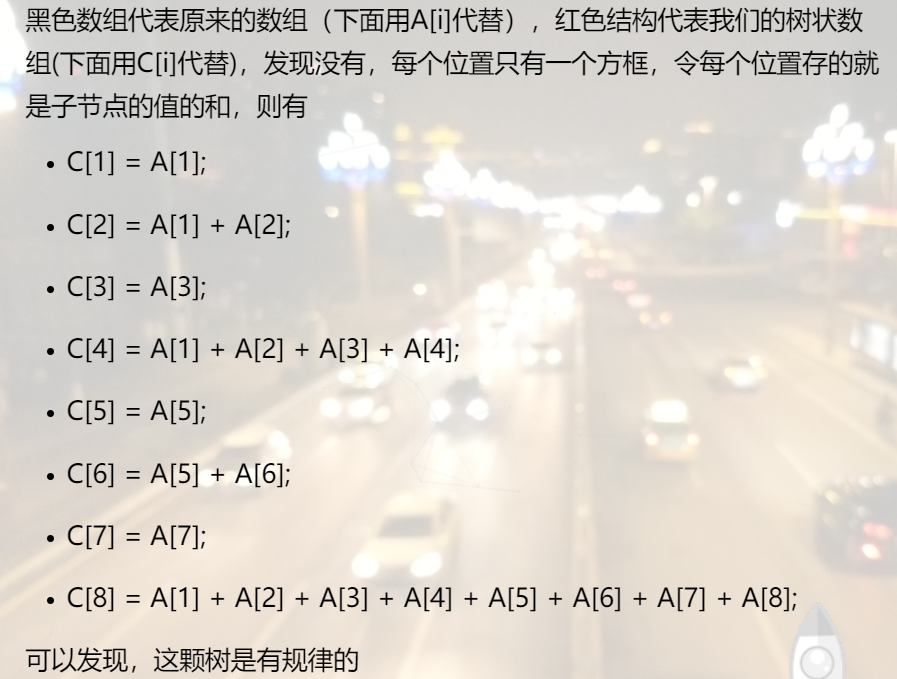 黑色数组代表原来的数组（下面用A[i]代替），红色结构代表我们的树状数
组(下面用C[i]代替)，发现没有，每个位置只有一个方框，令每个位置存的就
是子节点的值的和，则有
• C[1] = A[1];
• C[2] = A[1] + A[2];
• C[3] = A[3];
• C[4] = A[1] + A[2] + A[3] + A[4];
• C[5] = A[5];
• C[6] = A[5] + A[6];
• C[7] = A[7];
• C[8] = A[1] + A[2] + A[3] + A[4] + A[5] + A[6] + A[7] + A[8];
可以发现，这颗树是有规律的